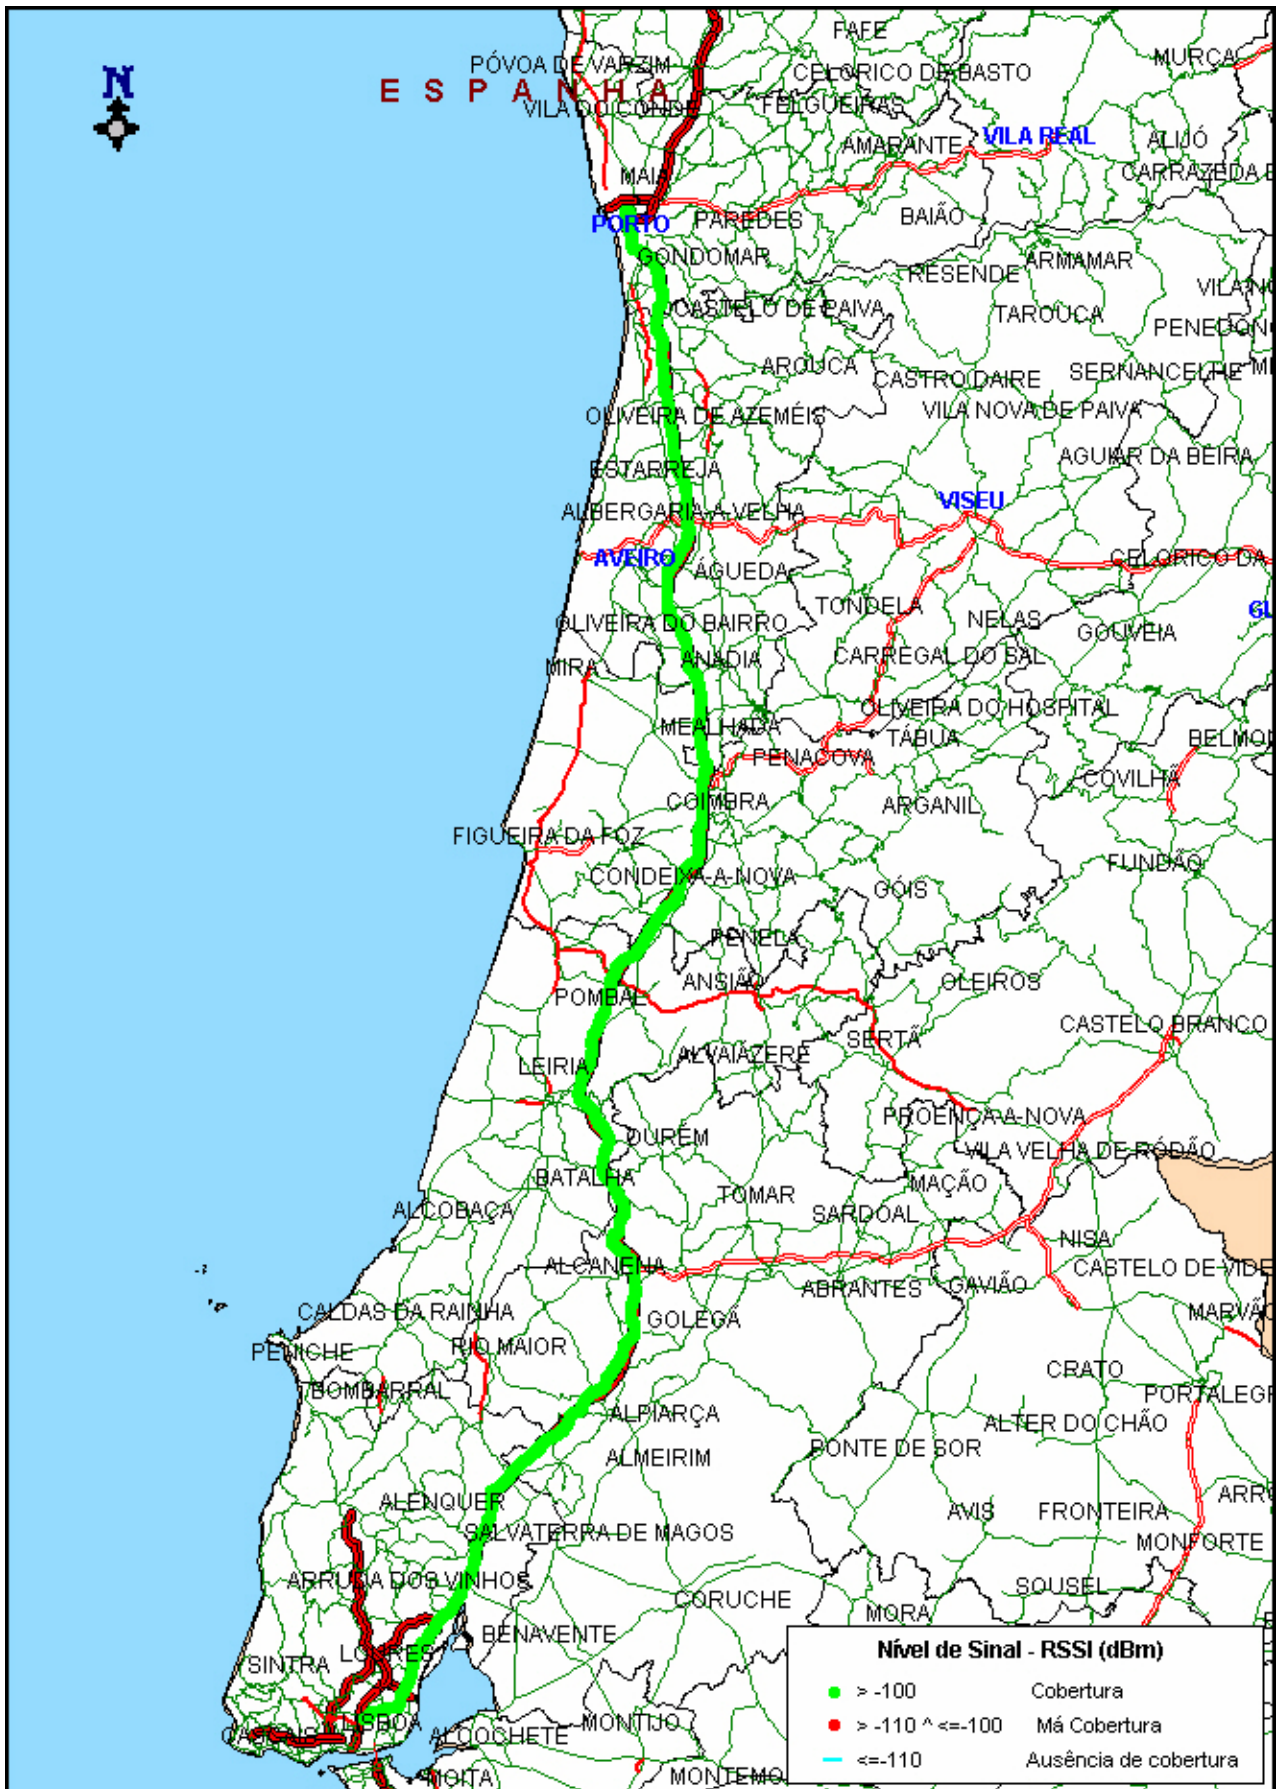 FAFE
MURÇA
PÓVOA DE VARZIM
CELORICO DE BASTO
N
ESPANHA
FELGUEIRAS
VILA DO CONDE
VILA REAL
ALIJÓ
AMARANTE
CARRAZEDA
MAIA
PORTO
PAREDES
BAIÃO
GONDOMAR
ARMAMAR
RESENDE
CASTELO DE PAIVA
TAROUCA
AROUCA
SERNANCELHE
CASTRO DAIRE
OLIVEIRA DE AZEMÉIS
VILA NOVA DE PAIVA
AGUIAR DA BEIRA
ESTARREJA
VISEU
ALBERGARIA-A-VELHA
AVEIRO
CELORICO DA
ÁGUEDA
TONDELA
NELAS
OLIVEIRA DO BAIRRO
GOUVEIA
ANADIA
CARREGAL DO SAL
MIRA
OLIVEIRA DO HOSPITAL
MEALHADA
TÁBUA
PENACOVA
COVILHÃ
COIMBRA
ARGANIL
FIGUEIRA DA FOZ
FUNDÃO
CONDEIXA-A-NOVA
GÓIS
PENELA
ANSIÃO
OLEIROS
POMBAL
CASTELO BRANCO
SERTÃ
ALVAIÁZERE
LEIRIA
PROENÇA-A-NOVA
OURÉM
VILA VELHA DE RÓDÃO
BATALHA
MAÇÃO
TOMAR
ALCOBAÇA
SARDOAL
NISA
ALCANENA
CASTELO DE VIDE
ABRANTES
GAVIÃO
CALDAS DA RAINHA
MARVÃO
GOLEGÃ
RIO MAIOR
PENICHE
CRATO
BOMBARRAL
PORTALEGR
ALPIARÇA
ALTER DO CHÃO
PONTE DE SOR
ALMEIRIM
ALENQUER
AVIS
FRONTEIRA
SALVATERRA DE MAGOS
MONFORTE
ARRUDA DOS VINHOS
SOUSEL
CORUCHE
MORA
BENAVENTE
LOURES
SINTRA
LISBOA
MONTIJO
CASCAIS
ALCOCHETE
MOITA
MONTEMO
Nível de Sinal - RSSI (dBm)
> -100 Cobertura
> -110 ^ <=-100 Má Cobertura
<=-110 Ausência de cobertura